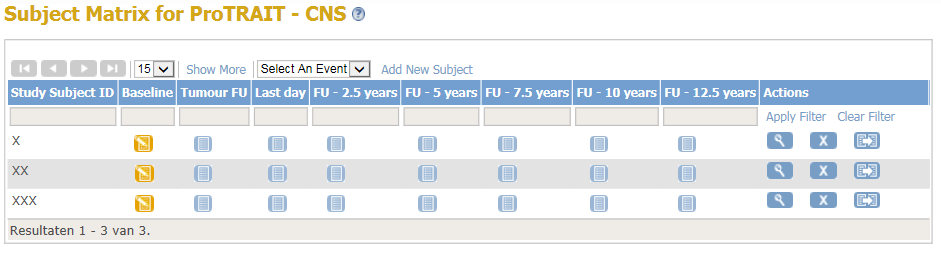 Subject Matrix for ProTRAIT - CNS ?
15 Show More Select An Event Add New Subject
Study Subject ID Baseline Tumour FU Last day FU - 2.5 years FU - 5 years FU - 7.5 years FU - 10 years FU - 12.5 years Actions
Apply Filter Clear Filter
X X
XX X
XXX X
Resultaten 1 - 3 van 3.